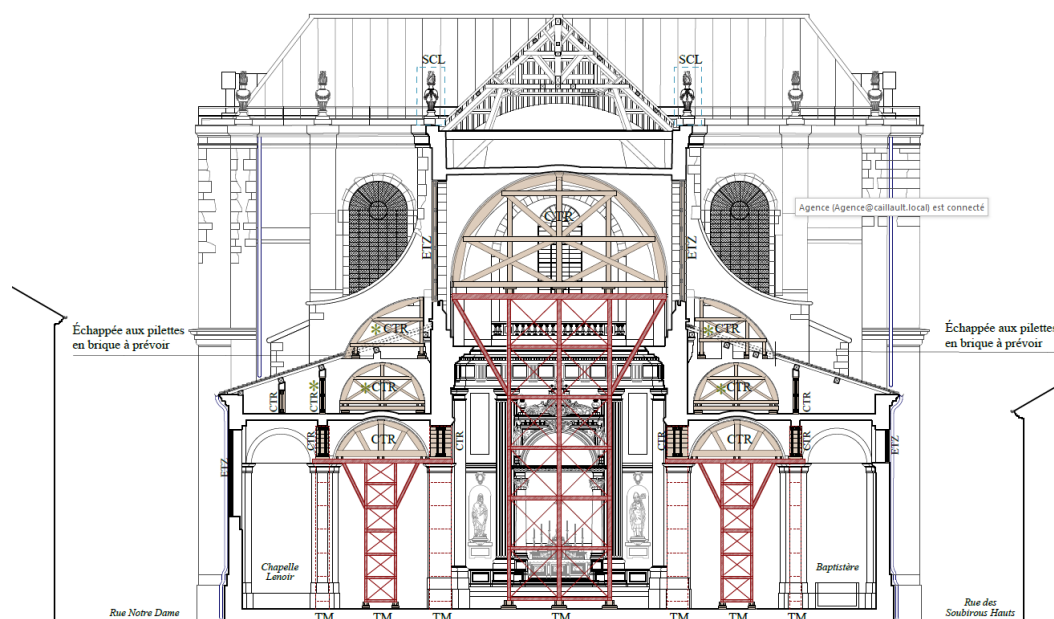 SCL
SCL
Agence (Agence@caillault.local) est connecté
CTR
ETZ
ETZ
Échappée aux pilettes
en brique à prévoir
CTR
CTR
Échappée aux pilettes
en brique à prévoir
CTR
CTR
CTR
CTR
CTR
CTR
CTR
CTR
CTR
CTR
CTR
ETZ
ETZ
Chapelle
Lenoir
Baptistère
Rue Notre Dame
Rue des
Soubirous Hauts
TM
TM
TM
TM
TM
TM
TM